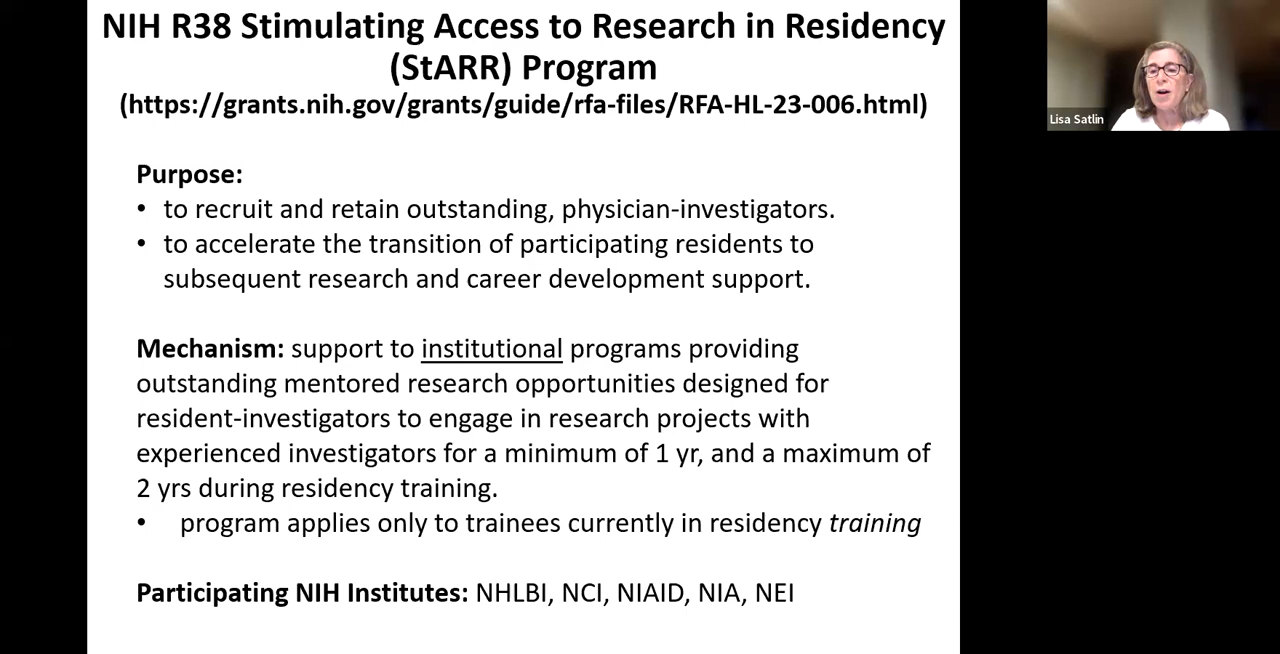 NIH R38 Stimulating Access to Research in Residency
(StARR) Program
(https://grants.nih.gov/grants/guide/rfa-files/RFA-HL-23-006.html)
Lisa Satlin
Purpose:
• to recruit and retain outstanding, physician-investigators.
• to accelerate the transition of participating residents to
subsequent research and career development support.
Mechanism: support to institutional programs providing
outstanding mentored research opportunities designed for
resident-investigators to engage in research projects with
experienced investigators for a minimum of 1 yr, and a maximum of
2 yrs during residency training.
• program applies only to trainees currently in residency training
Participating NIH Institutes: NHLBI, NCI, NIAID, NIA, NEI